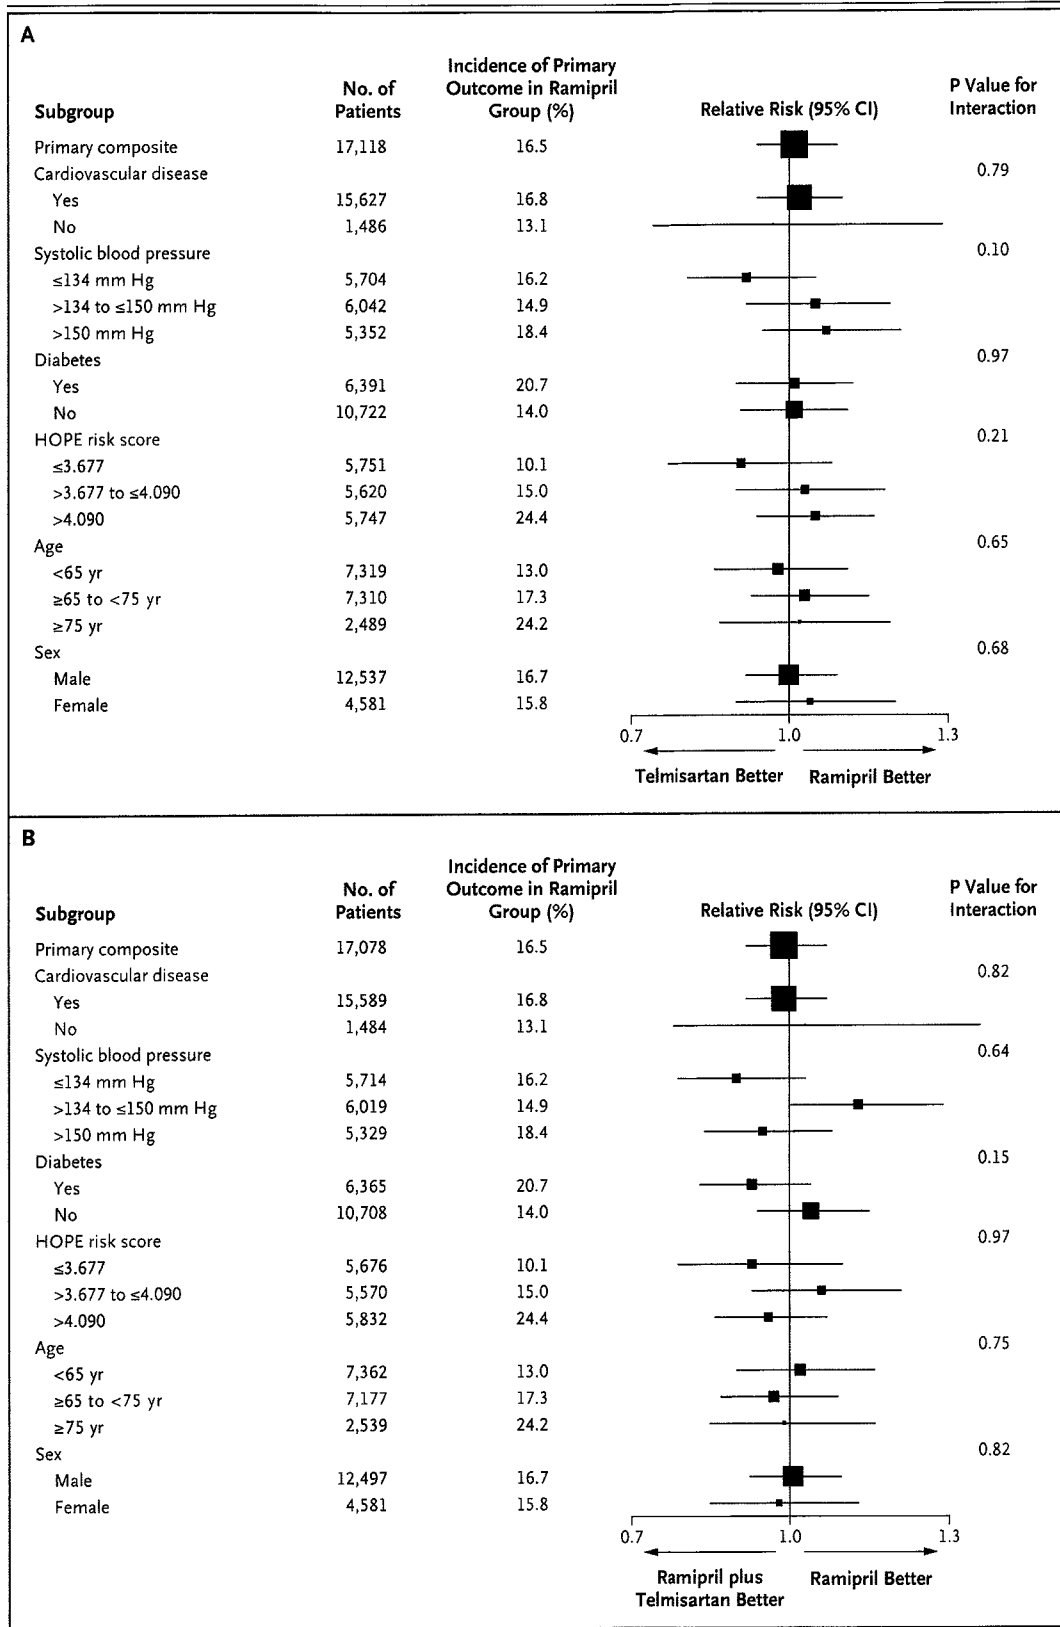 A
Subgroup No. of Patients Incidence of Primary Outcome in Ramipril Group (%) Relative Risk (95% CI) P Value for Interaction
Primary composite 17,118 16.5
Cardiovascular disease 0.79
Yes 15,627 16.8
No 1,486 13.1
Systolic blood pressure 0.10
≤134 mm Hg 5,704 16.2
>134 to ≤150 mm Hg 6,042 14.9
>150 mm Hg 5,352 18.4
Diabetes 0.97
Yes 6,391 20.7
No 10,722 14.0
HOPE risk score 0.21
≤3.677 5,751 10.1
>3.677 to ≤4.090 5,620 15.0
>4.090 5,747 24.4
Age 0.65
<65 yr 7,319 13.0
≥65 to <75 yr 7,310 17.3
≥75 yr 2,489 24.2
Sex 0.68
Male 12,537 16.7
Female 4,581 15.8
0.7 1.0 1.3
Telmisartan Better Ramipril Better
B
Subgroup No. of Patients Incidence of Primary Outcome in Ramipril Group (%) Relative Risk (95% CI) P Value for Interaction
Primary composite 17,078 16.5
Cardiovascular disease 0.82
Yes 15,589 16.8
No 1,484 13.1
Systolic blood pressure 0.64
≤134 mm Hg 5,714 16.2
>134 to ≤150 mm Hg 6,019 14.9
>150 mm Hg 5,329 18.4
Diabetes 0.15
Yes 6,365 20.7
No 10,708 14.0
HOPE risk score 0.97
≤3.677 5,676 10.1
>3.677 to ≤4.090 5,570 15.0
>4.090 5,832 24.4
Age 0.75
<65 yr 7,362 13.0
≥65 to <75 yr 7,177 17.3
≥75 yr 2,539 24.2
Sex 0.82
Male 12,497 16.7
Female 4,581 15.8
0.7 1.0 1.3
Ramipril plus Telmisartan Better Ramipril Better